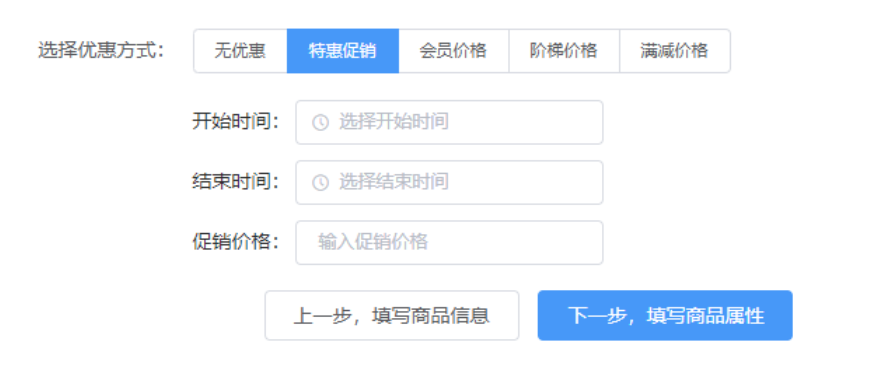 选择优惠方式： 无优惠 特惠促销 会员价格 阶梯价格 满减价格
开始时间： 选择开始时间
结束时间： 选择结束时间
促销价格： 输入促销价格
上一步，填写商品信息 下一步，填写商品属性